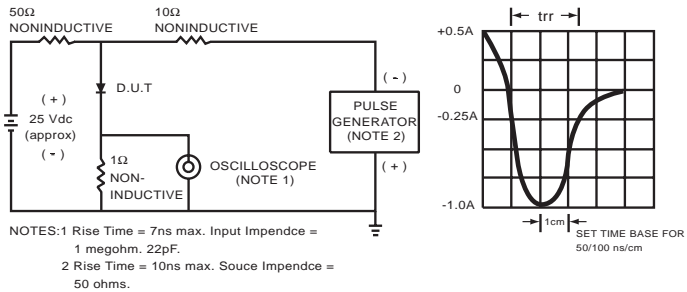 50Ω
NONINDUCTIVE
10Ω
NONINDUCTIVE
( + )
25 Vdc
(approx)
( - )
D.U.T
1Ω
NON-
INDUCTIVE
OSCILLOSCOPE
(NOTE 1)
( - )
PULSE
GENERATOR
(NOTE 2)
( + )
trr
+0.5A
0
-0.25A
-1.0A
1cm
SET TIME BASE FOR
50/100 ns/cm
NOTES:1 Rise Time = 7ns max. Input Impendce =
1 megohm. 22pF.
2 Rise Time = 10ns max. Souce Impendce =
50 ohms.